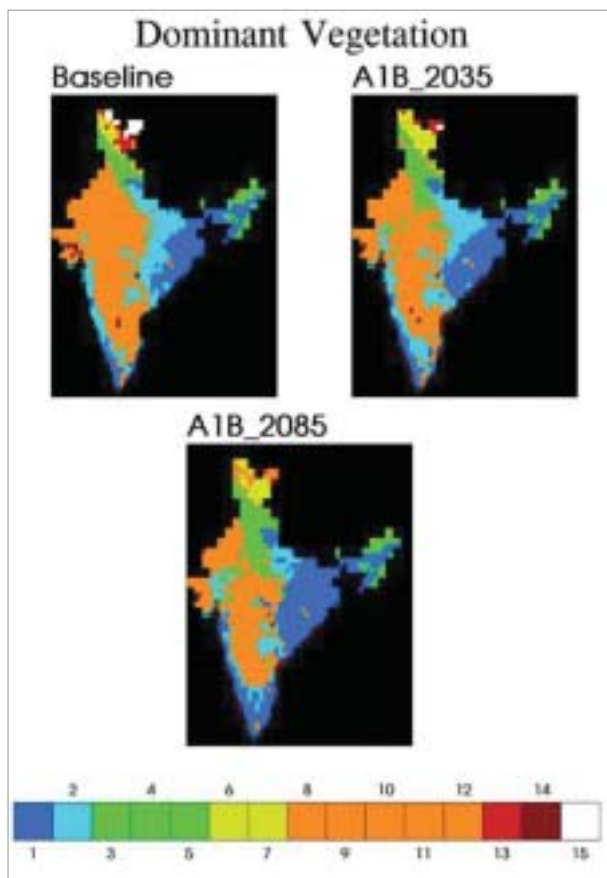 Dominant Vegetation
Baseline
A1B_2035
A1B_2085
2 4 6 8 10 12 14
1 3 5 7 9 11 13 15